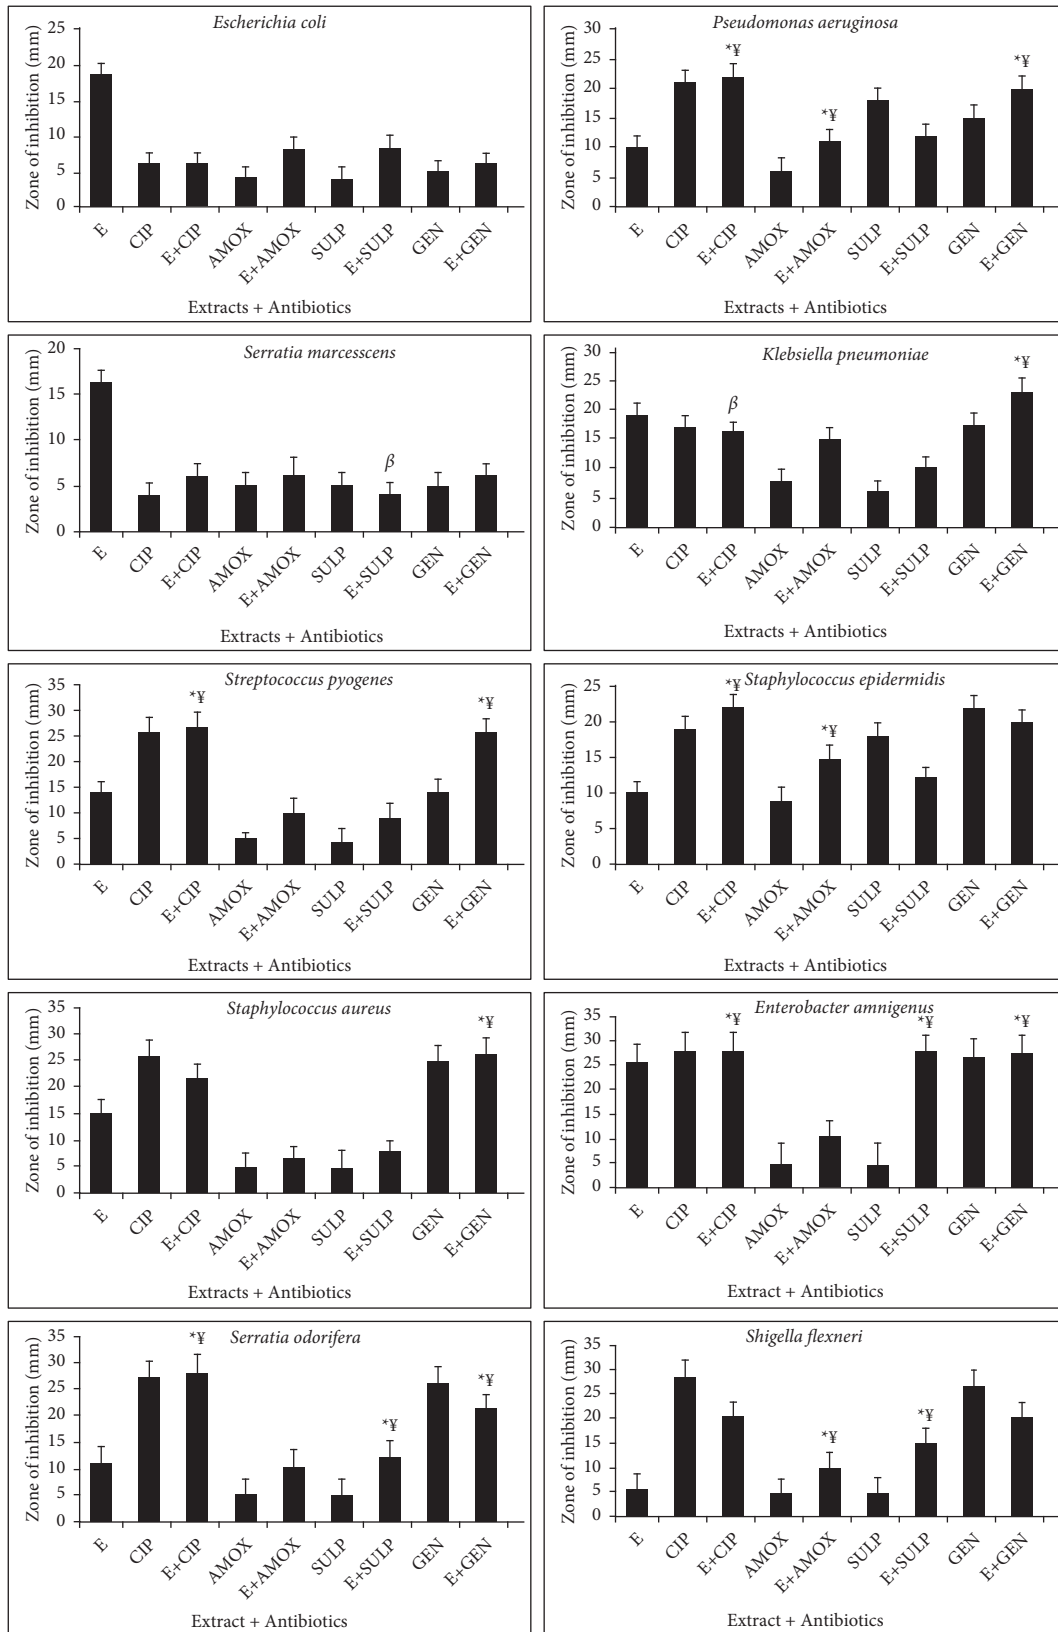 Escherichia coli
Zone of inhibition (mm)
25
20
15
10
5
0
E
CIP
E+CIP
AMOX
E+AMOX
SULP
E+SULP
GEN
E+GEN
Extracts + Antibiotics
Pseudomonas aeruginosa
Zone of inhibition (mm)
30
25
20
15
10
5
0
*¥
*¥
*¥
E
CIP
E+CIP
AMOX
E+AMOX
SULP
E+SULP
GEN
E+GEN
Extracts + Antibiotics
Serratia marcesscens
Zone of inhibition (mm)
20
15
10
5
0
β
E
CIP
E+CIP
AMOX
E+AMOX
SULP
E+SULP
GEN
E+GEN
Extracts + Antibiotics
Klebsiella pneumoniae
Zone of inhibition (mm)
30
25
20
15
10
5
0
β
*¥
E
CIP
E+CIP
AMOX
E+AMOX
SULP
E+SULP
GEN
E+GEN
Extracts + Antibiotics
Streptococcus pyogenes
Zone of inhibition (mm)
35
30
25
20
15
10
5
0
*¥
*¥
E
CIP
E+CIP
AMOX
E+AMOX
SULP
E+SULP
GEN
E+GEN
Extracts + Antibiotics
Staphylococcus epidermidis
Zone of inhibition (mm)
25
20
15
10
5
0
*¥
*¥
E
CIP
E+CIP
AMOX
E+AMOX
SULP
E+SULP
GEN
E+GEN
Extracts + Antibiotics
Staphylococcus aureus
Zone of inhibition (mm)
35
30
25
20
15
10
5
0
*¥
E
CIP
E+CIP
AMOX
E+AMOX
SULP
E+SULP
GEN
E+GEN
Extracts + Antibiotics
Enterobacter amnigenus
Zone of inhibition (mm)
35
30
25
20
15
10
5
0
*¥
*¥
*¥
E
CIP
E+CIP
AMOX
E+AMOX
SULP
E+SULP
GEN
E+GEN
Extract + Antibiotics
Serratia odorifera
Zone of inhibition (mm)
35
30
25
20
15
10
5
0
*¥
*¥
*¥
E
CIP
E+CIP
AMOX
E+AMOX
SULP
E+SULP
GEN
E+GEN
Extract + Antibiotics
Shigella flexneri
Zone of inhibition (mm)
35
30
25
20
15
10
5
0
*¥
*¥
E
CIP
E+CIP
AMOX
E+AMOX
SULP
E+SULP
GEN
E+GEN
Extract + Antibiotics